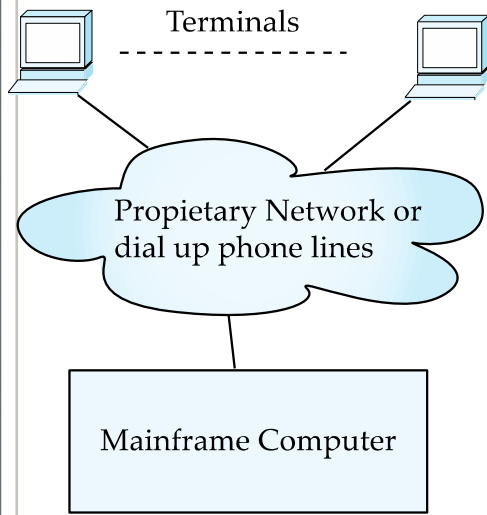 Terminals
Propietary Network or
dial up phone lines
Mainframe Computer